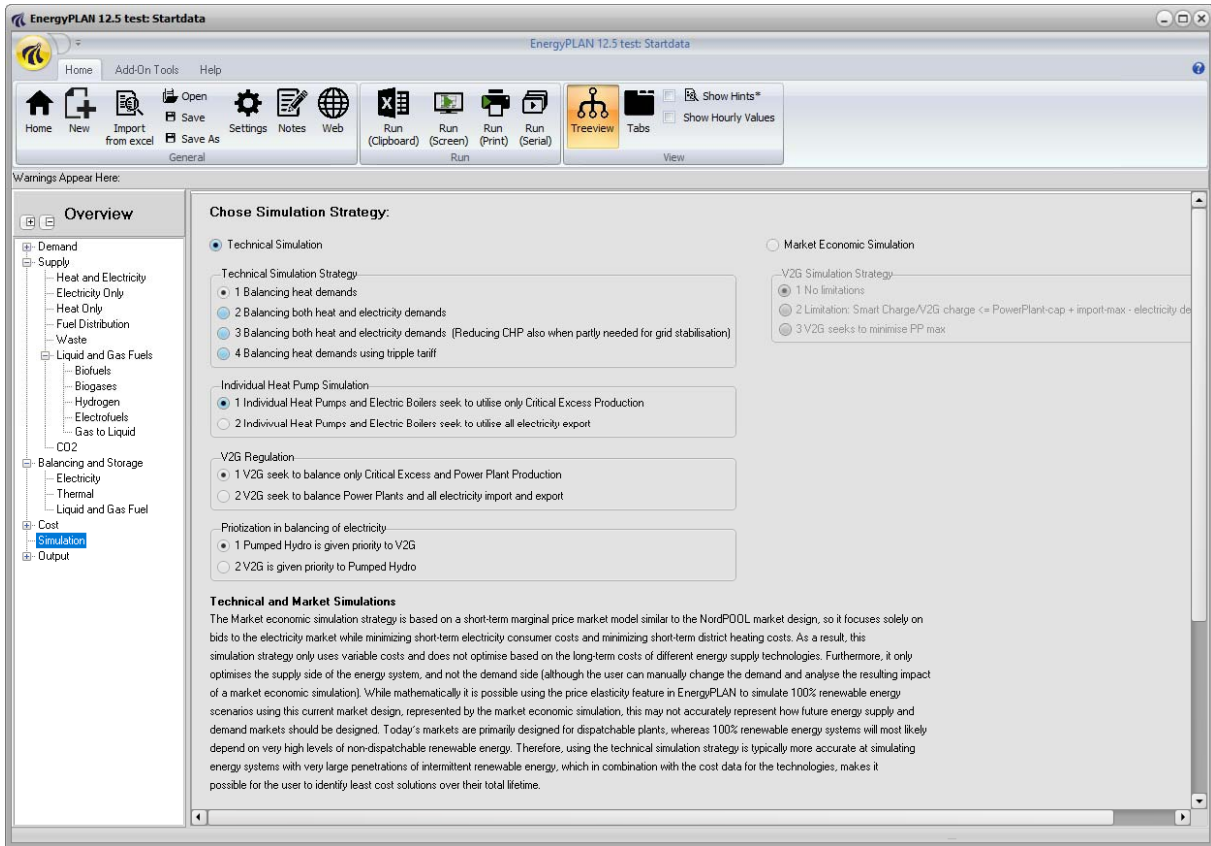 EnergyPLAN 12.5 test: Startdata
EnergyPLAN 12.5 test: Startdata
Home Add-On Tools Help
Home
New
Import from excel
Open
Save
Save As
Settings
Notes
Web
General
Run (Clipboard)
Run (Screen)
Run (Print)
Run (Serial)
Run
Treeview
Tabs
Show Hints*
Show Hourly Values
View
Warnings Appear Here:
Overview
Demand
Supply
Heat and Electricity
Electricity Only
Heat Only
Fuel Distribution
Waste
Liquid and Gas Fuels
Biofuels
Biogases
Hydrogen
Electrofuels
Gas to Liquid
CO2
Balancing and Storage
Electricity
Thermal
Liquid and Gas Fuel
Cost
Simulation
Output
Chose Simulation Strategy:
Technical Simulation
Technical Simulation Strategy
1 Balancing heat demands
2 Balancing both heat and electricity demands
3 Balancing both heat and electricity demands (Reducing CHP also when partly needed for grid stabilisation)
4 Balancing heat demands using tripple tariff
Market Economic Simulation
V2G Simulation Strategy
1 No limitations
2 Limitation: Smart Charge/V2G charge <= PowerPlant-cap + import-max - electricity de
3 V2G seeks to minimise PP max
Individual Heat Pump Simulation
1 Individual Heat Pumps and Electric Boilers seek to utilise only Critical Excess Production
2 Indivivual Heat Pumps and Electric Boilers seek to utilise all electricity export
V2G Regulation
1 V2G seek to balance only Critical Excess and Power Plant Production
2 V2G seek to balance Power Plants and all electricity import and export
Priotization in balancing of electricity
1 Pumped Hydro is given priority to V2G
2 V2G is given priority to Pumped Hydro
Technical and Market Simulations
The Market economic simulation strategy is based on a short-term marginal price market model similar to the NordPOOL market design, so it focuses solely on
bids to the electricity market while minimizing short-term electricity consumer costs and minimizing short-term district heating costs. As a result, this
simulation strategy only uses variable costs and does not optimise based on the long-term costs of different energy supply technologies. Furthermore, it only
optimises the supply side of the energy system, and not the demand side (although the user can manually change the demand and analyse the resulting impact
of a market economic simulation). While mathematically it is possible using the price elasticity feature in EnergyPLAN to simulate 100% renewable energy
scenarios using this current market design, represented by the market economic simulation, this may not accurately represent how future energy supply and
demand markets should be designed. Today's markets are primarily designed for dispatchable plants, whereas 100% renewable energy systems will most likely
depend on very high levels of non-dispatchable renewable energy. Therefore, using the technical simulation strategy is typically more accurate at simulating
energy systems with very large penetrations of intermittent renewable energy, which in combination with the cost data for the technologies, makes it
possible for the user to identify least cost solutions over their total lifetime.